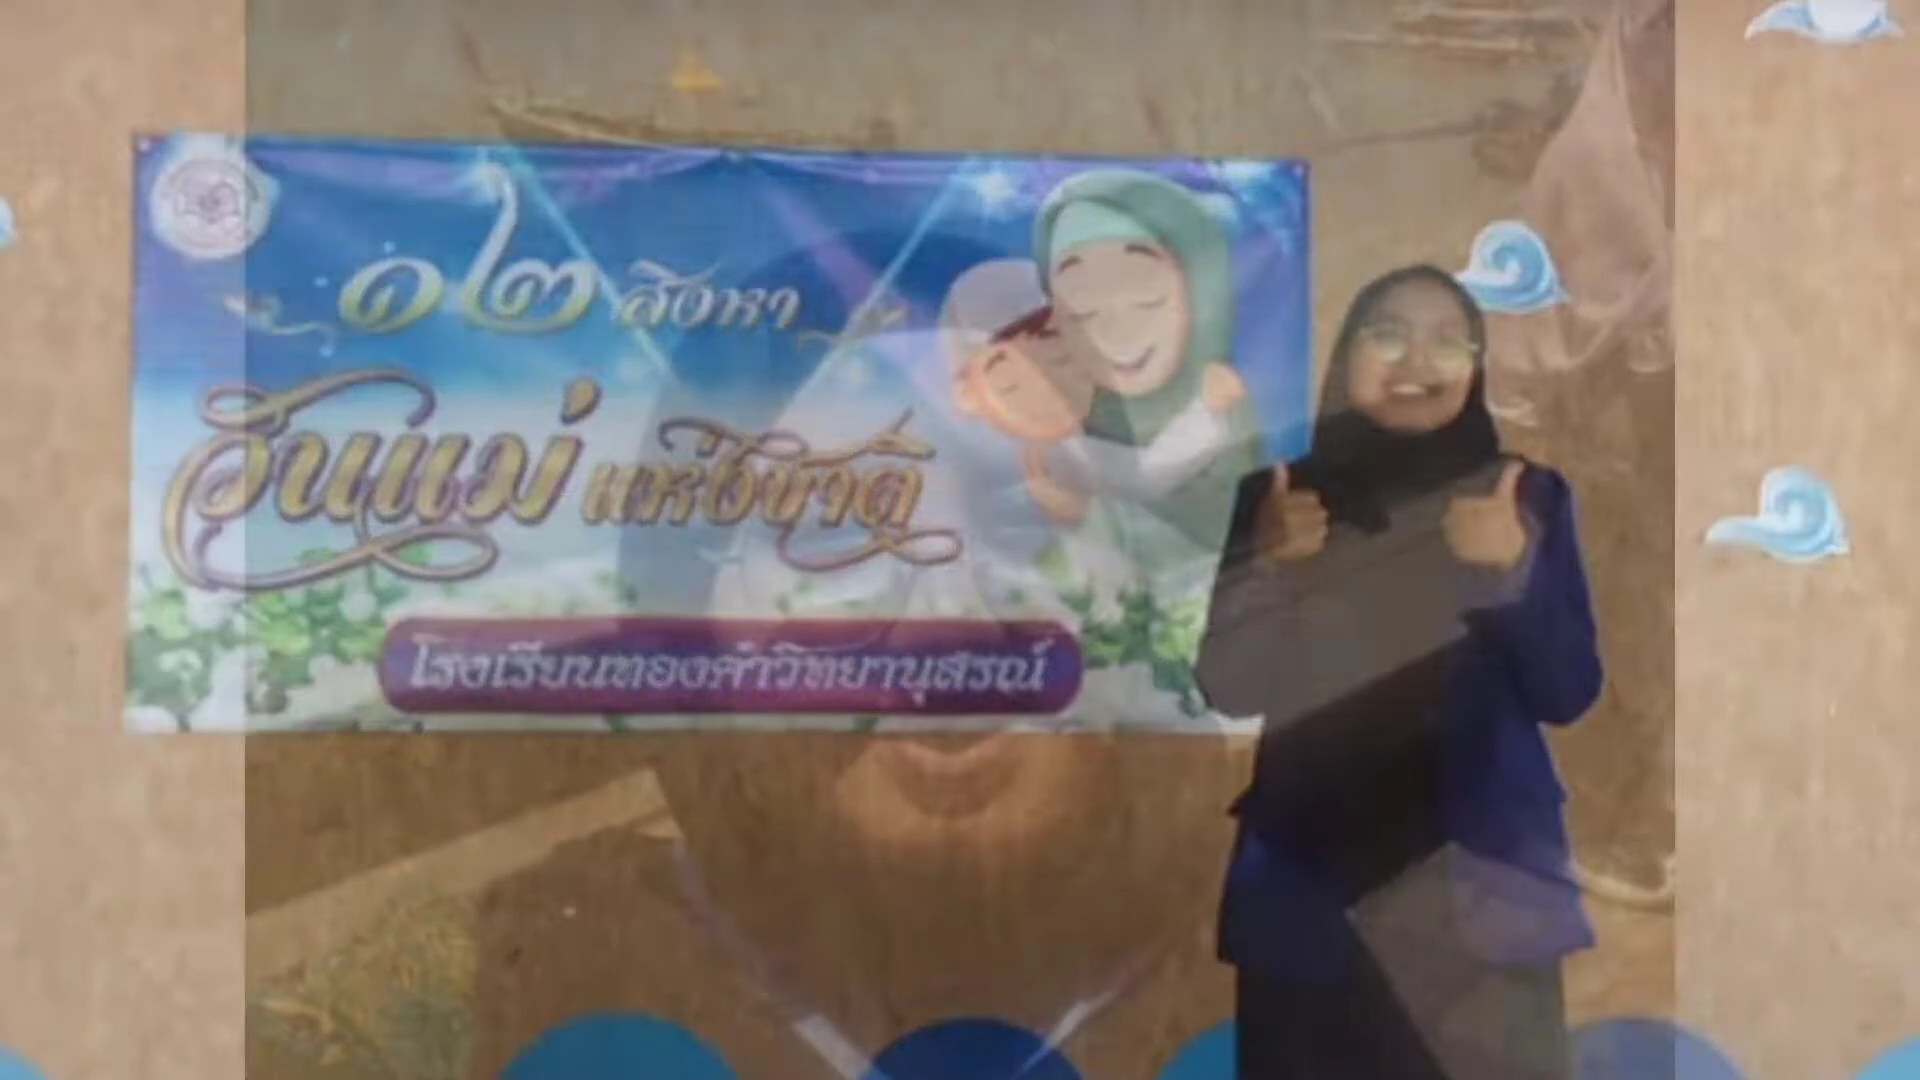 ๑๒ สิงหา
วันแม่ แห่งชาติ
โรงเรียนทองคำวิทยานุสรณ์